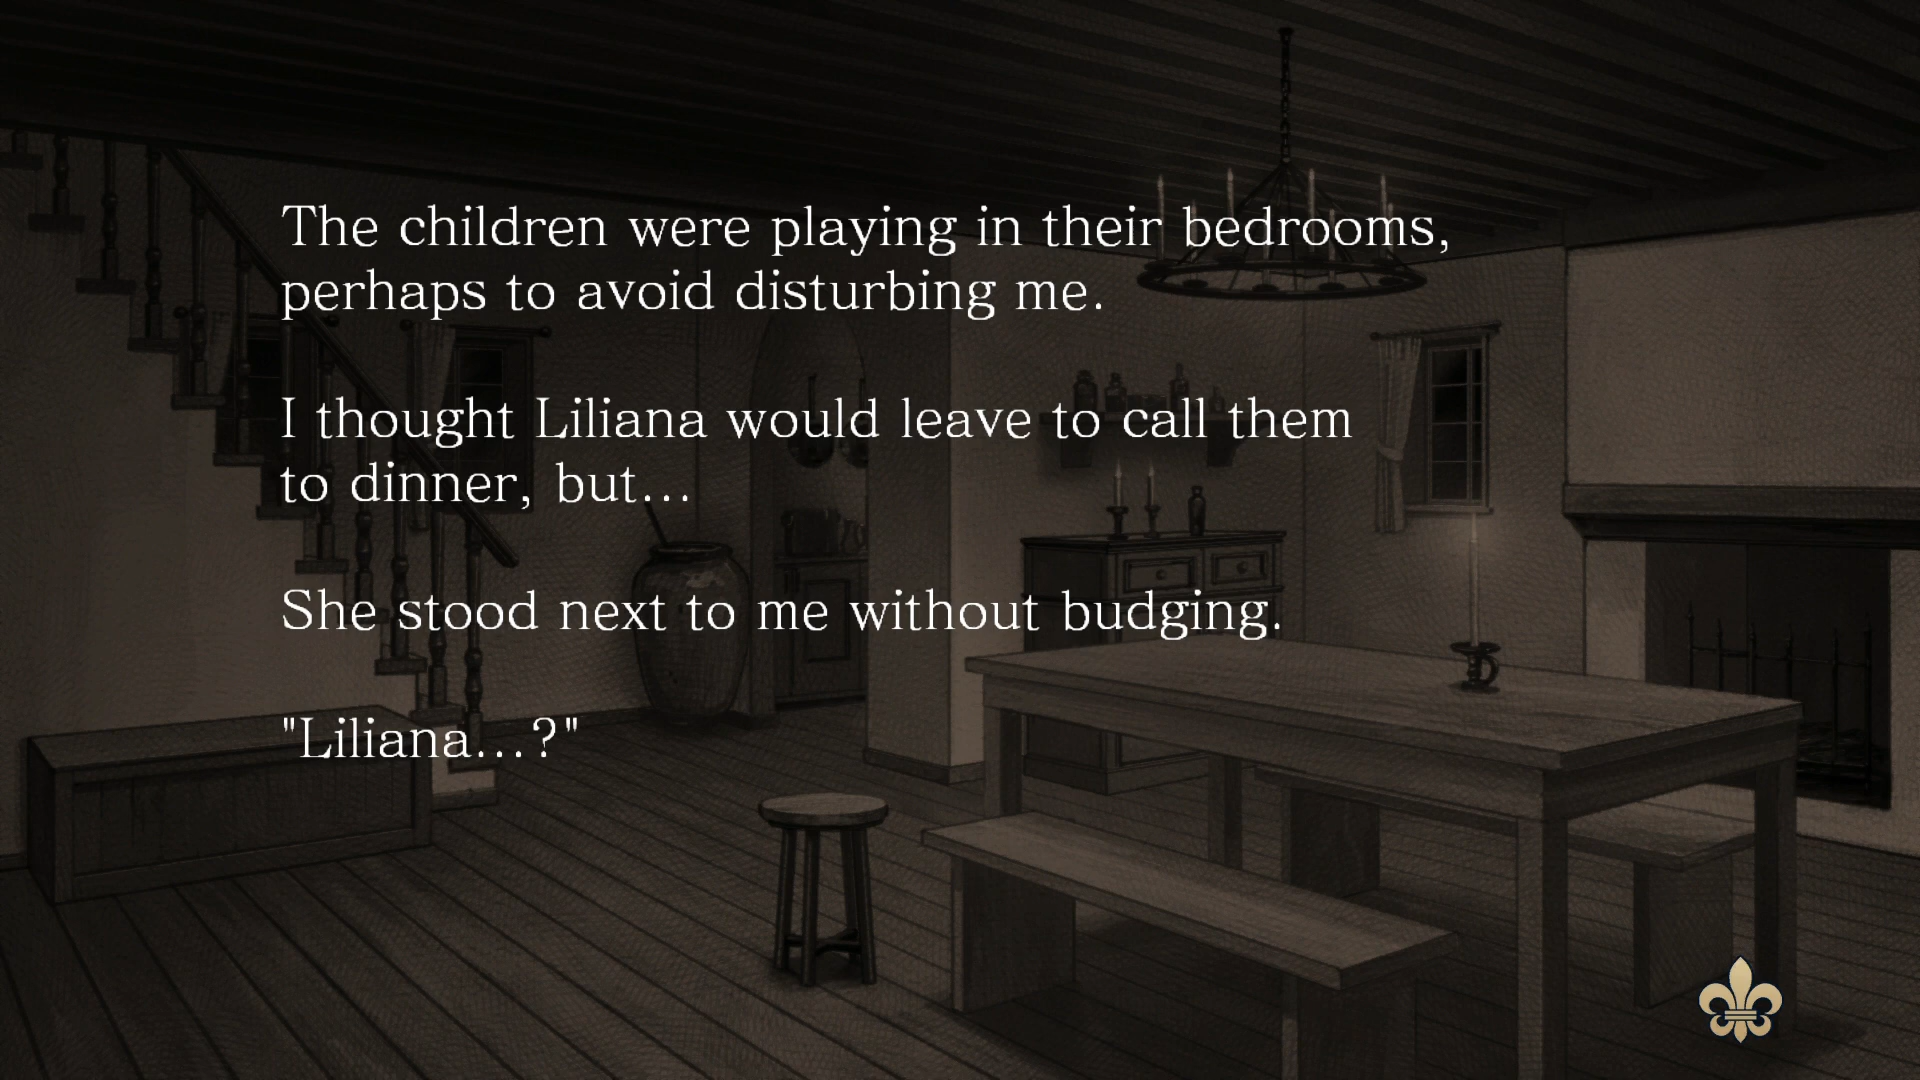 The children were playing in their bedrooms,
perhaps to avoid disturbing me.
I thought Liliana would leave to call them
to dinner, but...
She stood next to me without budging.
"Liliana...?"